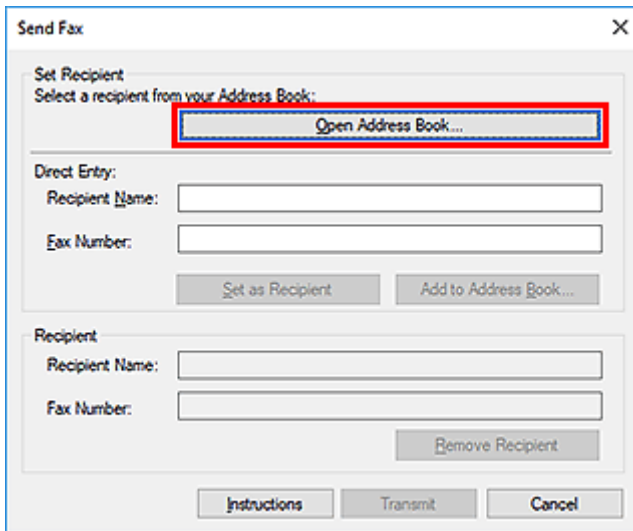 Send Fax
Set Recipient
Select a recipient from your Address Book:
Open Address Book...
Direct Entry:
Recipient Name:
Fax Number:
Set as Recipient
Add to Address Book...
Recipient
Recipient Name:
Fax Number:
Remove Recipient
Instructions
Transmit
Cancel